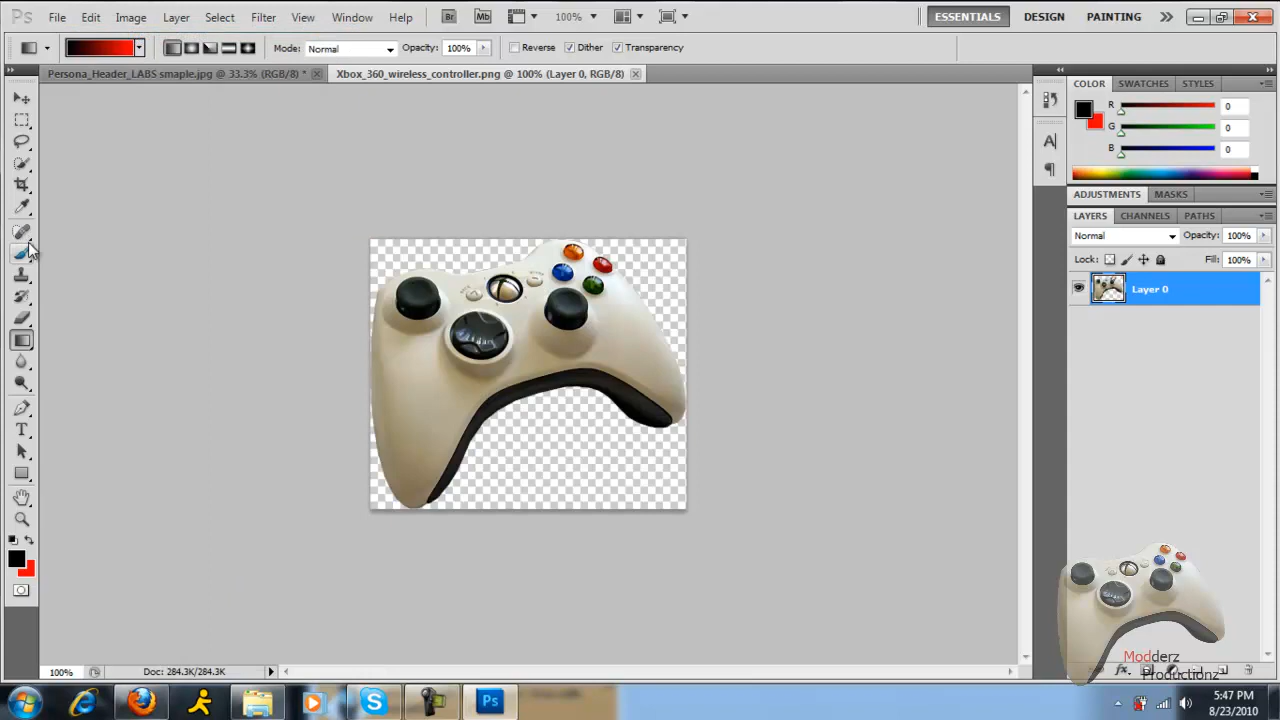 Ps File Edit Image Layer Select Filter View Window Help Br Mb 100% ESSENTIALS DESIGN PAINTING
Mode: Normal Opacity: 100% Reverse Dither Transparency
Persona_Header_LABS smaple.jpg @ 33.3% (RGB/8) * Xbox_360_wireless_controller.png @ 100% (Layer 0, RGB/8)
COLOR SWATCHES STYLES
R 0
G 0
B 0
ADJUSTMENTS MASKS
LAYERS CHANNELS PATHS
Normal Opacity: 100%
Lock: Fill: 100%
Layer 0
Modderz
Productionz
100% Doc: 284.3K/284.3K
Ps
5:47 PM
8/23/2010